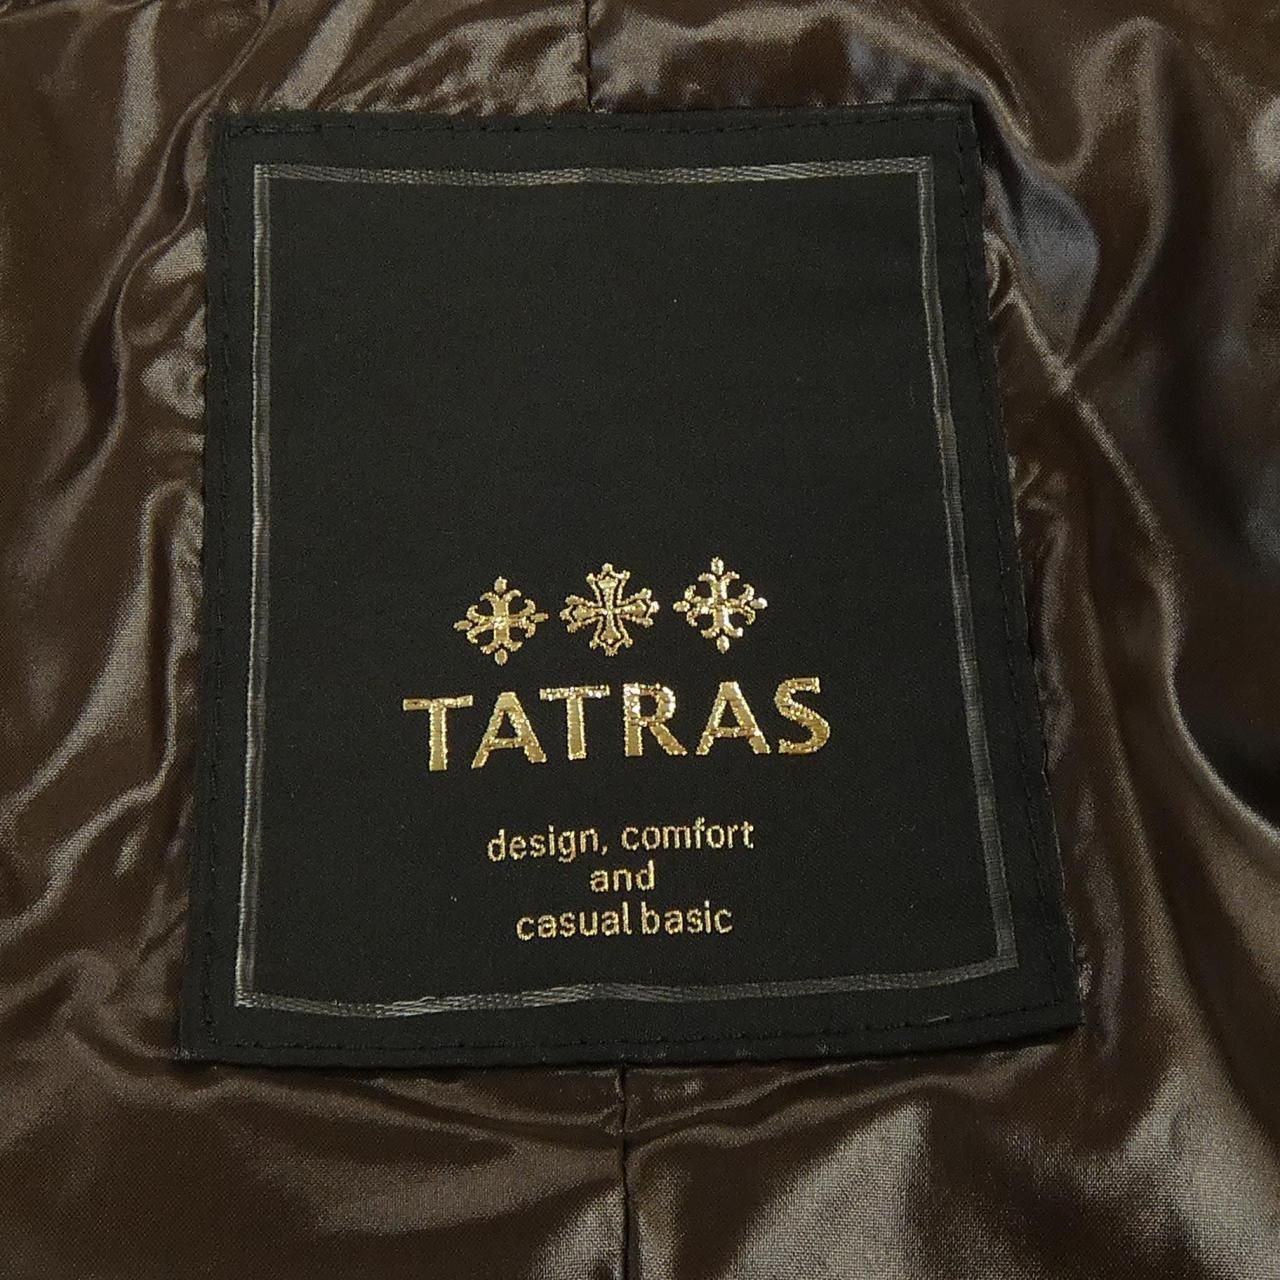 TATRAS
design, comfort
and
casual basic